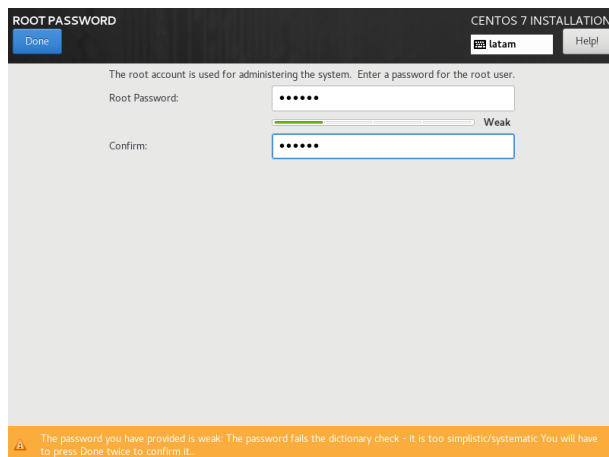 ROOT PASSWORD
CENTOS 7 INSTALLATION
Done
latam
Help!
The root account is used for administering the system. Enter a password for the root user.
Root Password:
••••••
Weak
Confirm:
••••••
The password you have provided is weak: The password fails the dictionary check - it is too simplistic/systematic You will have
to press Done twice to confirm it..